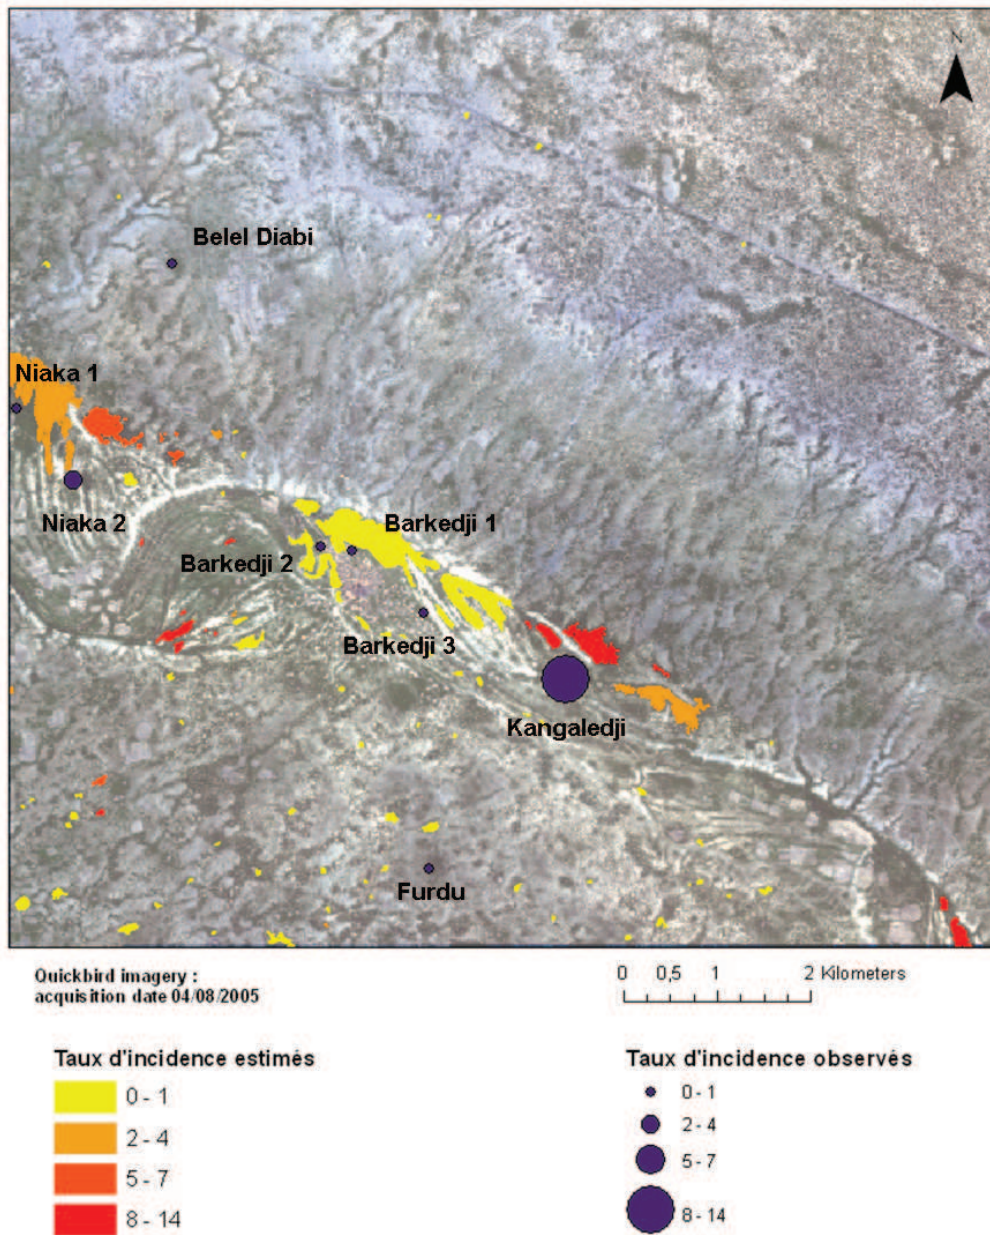 N
Belel Diabi
Niaka 1
Niaka 2
Barkedji 1
Barkedji 2
Barkedji 3
Kangaledji
Furdu
Quickbird imagery :
acquisition date 04/08/2005
0 0,5 1 2 Kilometers
Taux d'incidence estimés
0 - 1
2 - 4
5 - 7
8 - 14
Taux d'incidence observés
0 - 1
2 - 4
5 - 7
8 - 14